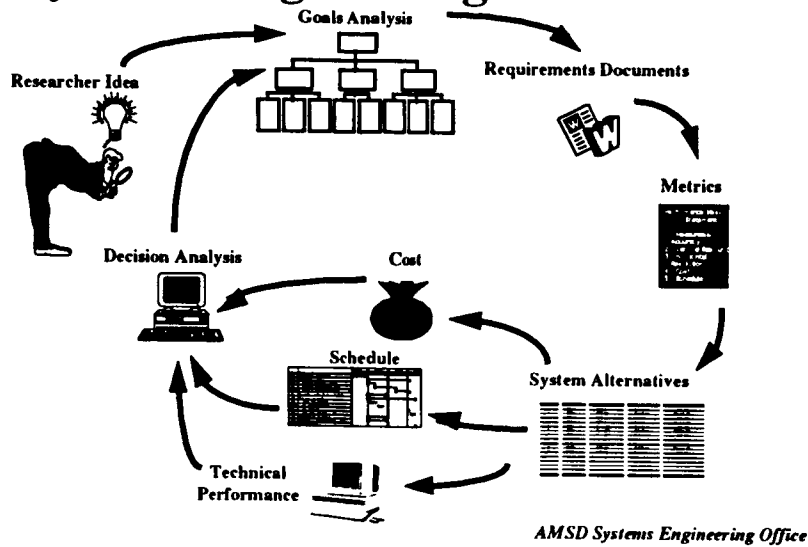 Goals Analysis
Researcher Idea
Requirements Documents
W
W
Metrics
Decision Analysis
Cost
Schedule
System Alternatives
Technical
Performance
AMSD Systems Engineering Office